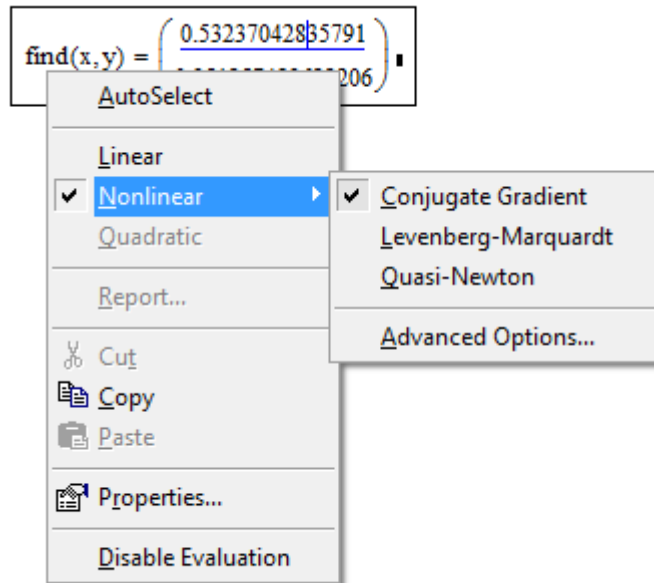 find(x,y) = ( 0.53237042835791
206 )
AutoSelect
Linear
Nonlinear
Quadratic
Report...
Cut
Copy
Paste
Properties...
Disable Evaluation
Conjugate Gradient
Levenberg-Marquardt
Quasi-Newton
Advanced Options...